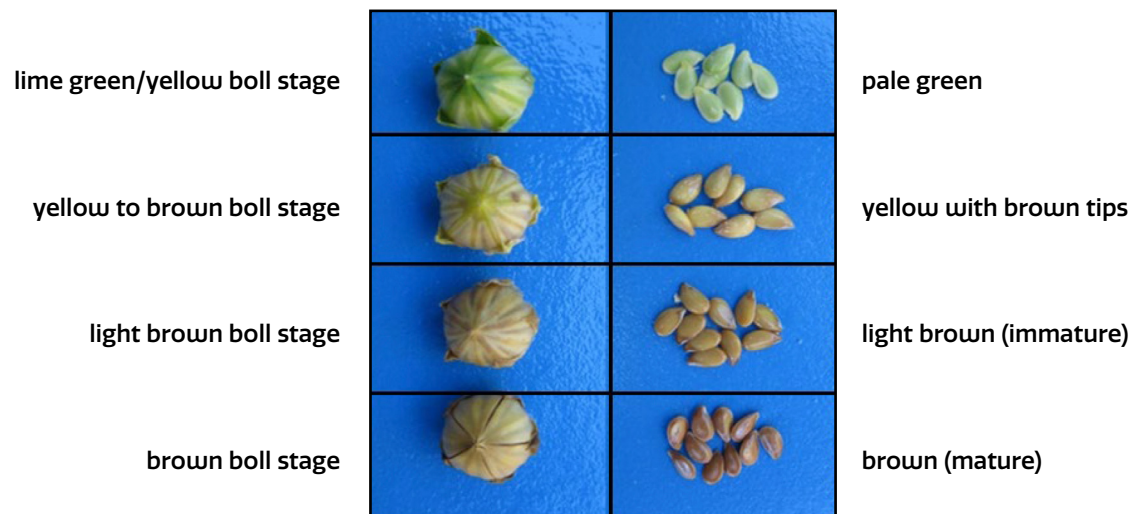 lime green/yellow boll stage
pale green
yellow to brown boll stage
yellow with brown tips
light brown boll stage
light brown (immature)
brown boll stage
brown (mature)